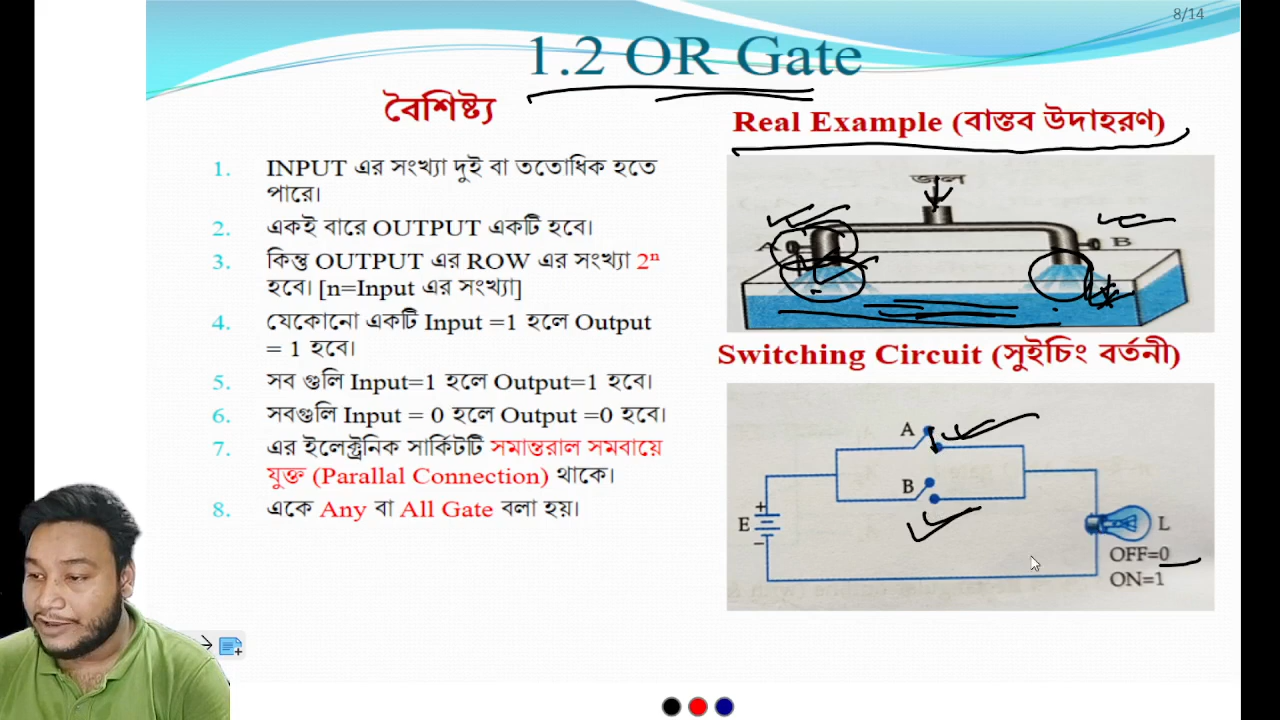 8/14
1.2 OR Gate
বৈশিষ্ট্য
1. INPUT এর সংখ্যা দুই বা ততোধিক হতে
পারে।
2. একই বারে OUTPUT একটি হবে।
3. কিন্তু OUTPUT এর ROW এর সংখ্যা 2ⁿ
হবে। [n=Input এর সংখ্যা]
4. যেকোনো একটি Input =1 হলে Output
= 1 হবে।
5. সব গুলি Input=1 হলে Output=1 হবে।
6. সবগুলি Input = 0 হলে Output =0 হবে।
7. এর ইলেক্ট্রনিক সার্কিটটি সমান্তরাল সমবায়ে
যুক্ত (Parallal Connection) থাকে।
8. একে Any বা All Gate বলা হয়।
Real Example (বাস্তব উদাহরণ)
জল
A
B
Switching Circuit (সুইচিং বর্তনী)
A
B
+
E
−
L
OFF=0
ON=1